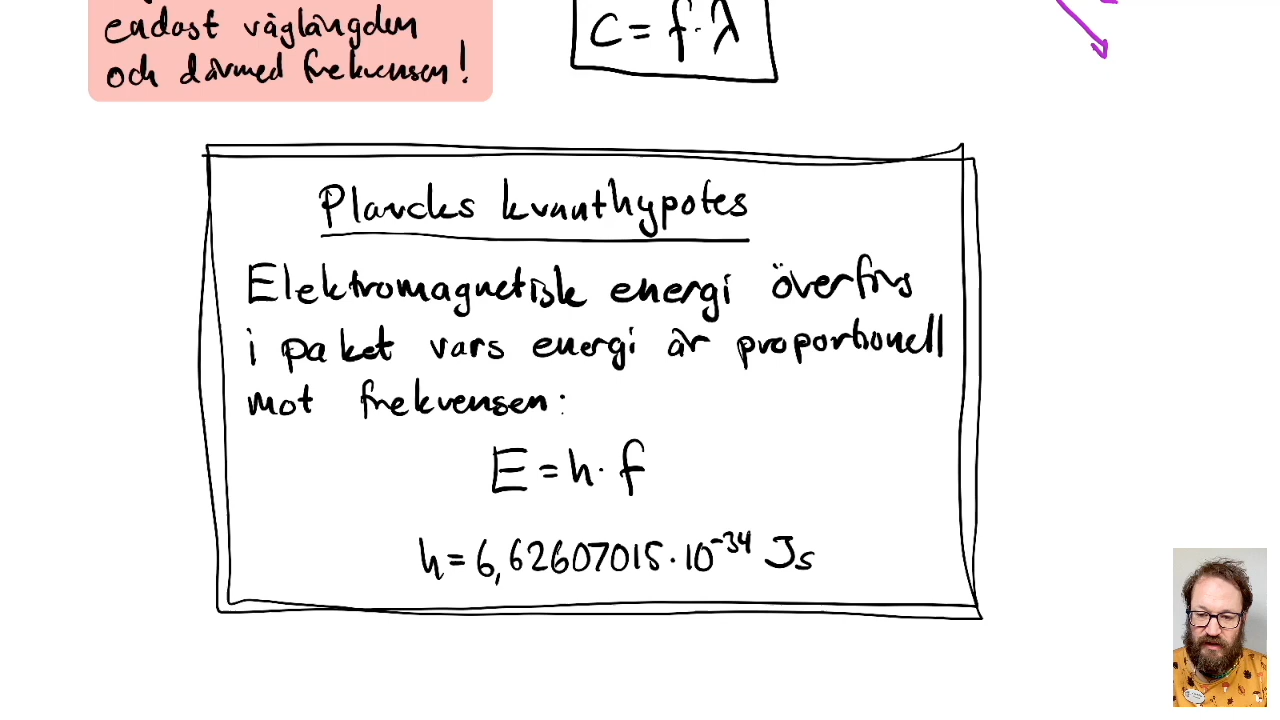 endast våglängden
och därmed frekvensen!
c = f · λ
Plancks kvanthypotes
Elektromagnetisk energi överförs
i paket vars energi är proportionell
mot frekvensen:
E = h · f
h = 6,62607015 · 10⁻³⁴ Js